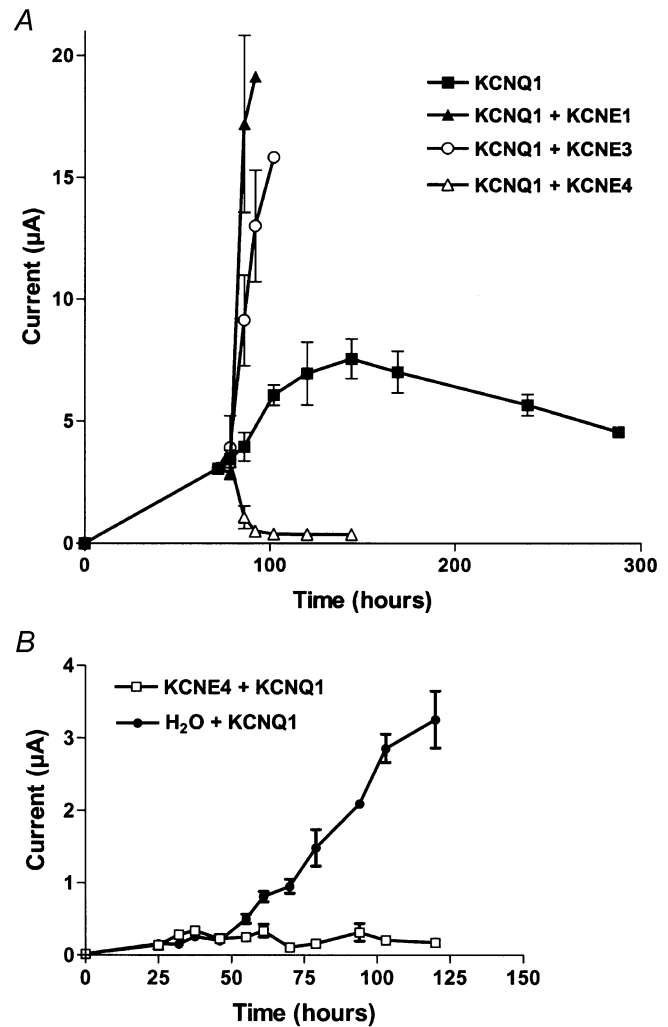 A
20
15
10
5
0
Current (µA)
KCNQ1
KCNQ1 + KCNE1
KCNQ1 + KCNE3
KCNQ1 + KCNE4
0 100 200 300
Time (hours)
B
4
3
2
1
0
Current (µA)
KCNE4 + KCNQ1
H₂O + KCNQ1
0 25 50 75 100 125 150
Time (hours)